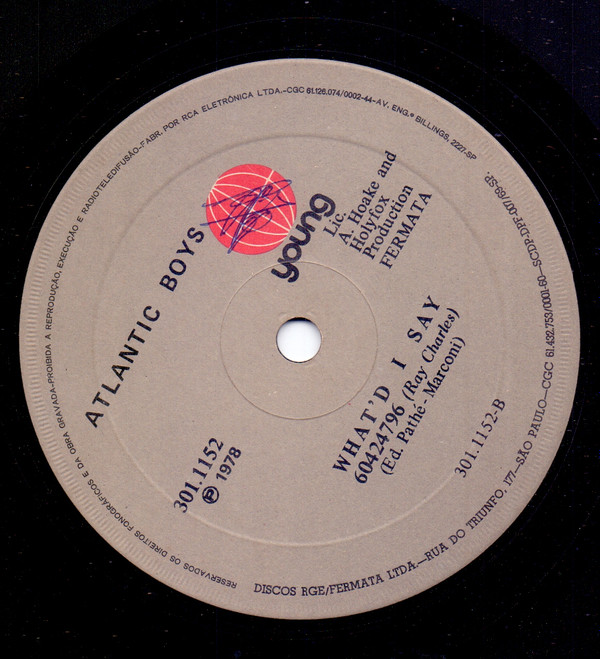 ATLANTIC BOYS
young
Lic.
A. Hoake and
Holyfox
Production
FERMATA
WHAT'D I SAY
60424796 (Ray Charles)
(Ed. Pathé-Marconi)
301.1152
Ⓟ 1978
301.1152-B
RESERVADOS OS DIREITOS FONOGRÁFICOS E DA OBRA GRAVADA-PROIBIDA A REPRODUÇÃO, EXECUÇÃO E RADIOTELEDIFUSÃO-FABR. POR RCA ELETRÔNICA LTDA.-CGC 61.126.074/0002-44-AV. ENG.º BILLINGS, 2227-SP
DISCOS RGE/FERMATA LTDA.—RUA DO TRIUNFO, 177—SÃO PAULO—CGC 61.432.753/0001-60—SCDP-DPF-007/69-SP.